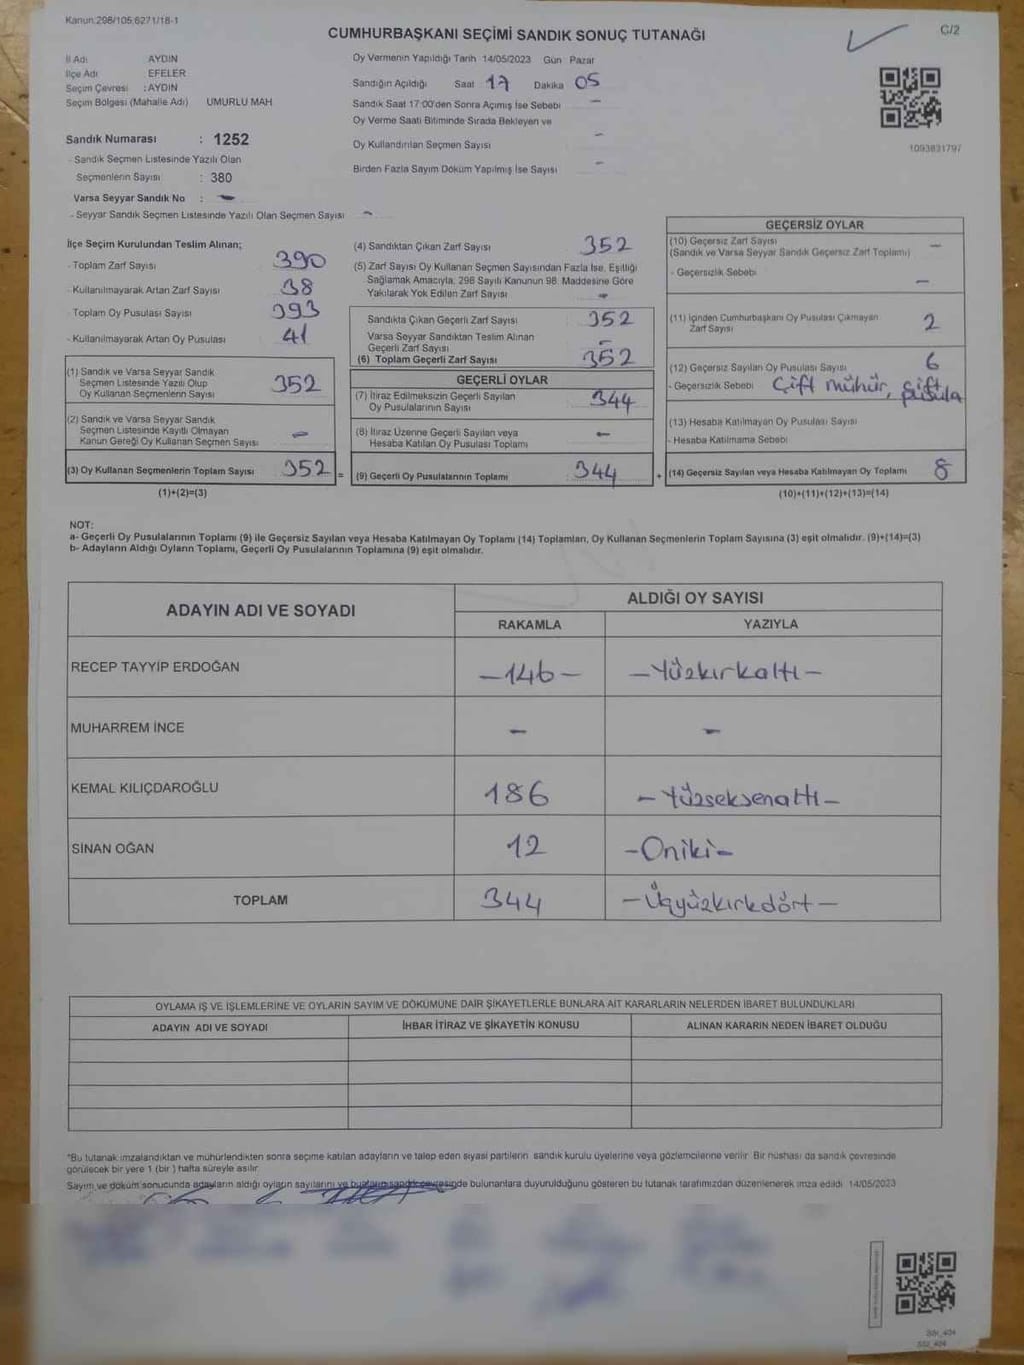 Kanun:298/105,6271/18-1
C/2
CUMHURBAŞKANI SEÇİMİ SANDIK SONUÇ TUTANAĞI
İl Adı AYDIN
İlçe Adı EFELER
Seçim Çevresi :AYDIN
Seçim Bölgesi (Mahalle Adı) UMURLU MAH
Sandık Numarası : 1252
- Sandık Seçmen Listesinde Yazılı Olan
Seçmenlerin Sayısı : 380
Varsa Seyyar Sandık No : -
- Seyyar Sandık Seçmen Listesinde Yazılı Olan Seçmen Sayısı -
Oy Vermenin Yapıldığı Tarih 14/05/2023 Gün Pazar
Sandığın Açıldığı Saat 17 Dakika 05
Sandık Saat 17:00'den Sonra Açımış İse Sebebi -
Oy Verme Saati Bitiminde Sırada Bekleyen ve
Oy Kullandırılan Seçmen Sayısı -
Birden Fazla Sayım Döküm Yapılmış İse Sayısı -
1093831797
İlçe Seçim Kurulundan Teslim Alınan;
- Toplam Zarf Sayısı 390
- Kullanılmayarak Artan Zarf Sayısı 38
- Toplam Oy Pusulası Sayısı 393
- Kullanılmayarak Artan Oy Pusulası 41
(1) Sandık ve Varsa Seyyar Sandık
Seçmen Listesinde Yazılı Olup
Oy Kullanan Seçmenlerin Sayısı 352
(2) Sandık ve Varsa Seyyar Sandık
Seçmen Listesinde Kayıtlı Olmayan
Kanun Gereği Oy Kullanan Seçmen Sayısı -
(3) Oy Kullanan Seçmenlerin Toplam Sayısı 352 =
(1)+(2)=(3)
(4) Sandıktan Çıkan Zarf Sayısı 352
(5) Zarf Sayısı Oy Kullanan Seçmen Sayısından Fazla İse, Eşitliği
Sağlamak Amacıyla, 298 Sayılı Kanunun 98. Maddesine Göre
Yakılarak Yok Edilen Zarf Sayısı -
Sandıkta Çıkan Geçerli Zarf Sayısı 352
Varsa Seyyar Sandıktan Teslim Alınan
Geçerli Zarf Sayısı -
(6) Toplam Geçerli Zarf Sayısı 352
GEÇERLİ OYLAR
(7) İtiraz Edilmeksizin Geçerli Sayılan
Oy Pusulalarının Sayısı 344
(8) İtiraz Üzerine Geçerli Sayılan veya
Hesaba Katılan Oy Pusulası Toplamı -
(9) Geçerli Oy Pusulalarının Toplamı 344 +
GEÇERSİZ OYLAR
(10) Geçersiz Zarf Sayısı -
(Sandık ve Varsa Seyyar Sandık Geçersiz Zarf Toplamı)
- Geçersizlik Sebebi -
(11) İçinden Cumhurbaşkanı Oy Pusulası Çıkmayan
Zarf Sayısı 2
(12) Geçersiz Sayılan Oy Pusulası Sayısı 6
- Geçersizlik Sebebi Çift mühür, çift pusula
(13) Hesaba Katılmayan Oy Pusulası Sayısı
- Hesaba Katılmama Sebebi
(14) Geçersiz Sayılan veya Hesaba Katılmayan Oy Toplamı 8
(10)+(11)+(12)+(13)=(14)
NOT:
a- Geçerli Oy Pusulalarının Toplamı (9) ile Geçersiz Sayılan veya Hesaba Katılmayan Oy Toplamı (14) Toplamları, Oy Kullanan Seçmenlerin Toplam Sayısına (3) eşit olmalıdır. (9)+(14)=(3)
b- Adayların Aldığı Oyların Toplamı, Geçerli Oy Pusulalarının Toplamına (9) eşit olmalıdır.
ADAYIN ADI VE SOYADI ALDIĞI OY SAYISI
RAKAMLA YAZIYLA
RECEP TAYYİP ERDOĞAN -146- -Yüzkırkaltı-
MUHARREM İNCE - -
KEMAL KILIÇDAROĞLU 186 -Yüzseksenaltı-
SİNAN OĞAN 12 -Oniki-
TOPLAM 344 -Üçyüzkırkdört-
OYLAMA İŞ VE İŞLEMLERİNE VE OYLARIN SAYIM VE DÖKÜMÜNE DAİR ŞİKAYETLERLE BUNLARA AİT KARARLARIN NELERDEN İBARET BULUNDUKLARI
ADAYIN ADI VE SOYADI İHBAR İTİRAZ VE ŞİKAYETİN KONUSU ALINAN KARARIN NEDEN İBARET OLDUĞU
*Bu tutanak imzalandıktan ve mühürlendikten sonra seçime katılan adayların ve talep eden siyasi partilerin sandık kurulu üyelerine veya gözlemcilerine verilir. Bir nüshası da sandık çevresinde
görülecek bir yere 1 (bir ) hafta süreyle asılır
Sayım ve döküm sonucunda adayların aldığı oyların sayılarını ve bunların sandık çevresinde bulunanlara duyurulduğunu gösteren bu tutanak tarafımızdan düzenlenerek imza edildi 14/05/2023